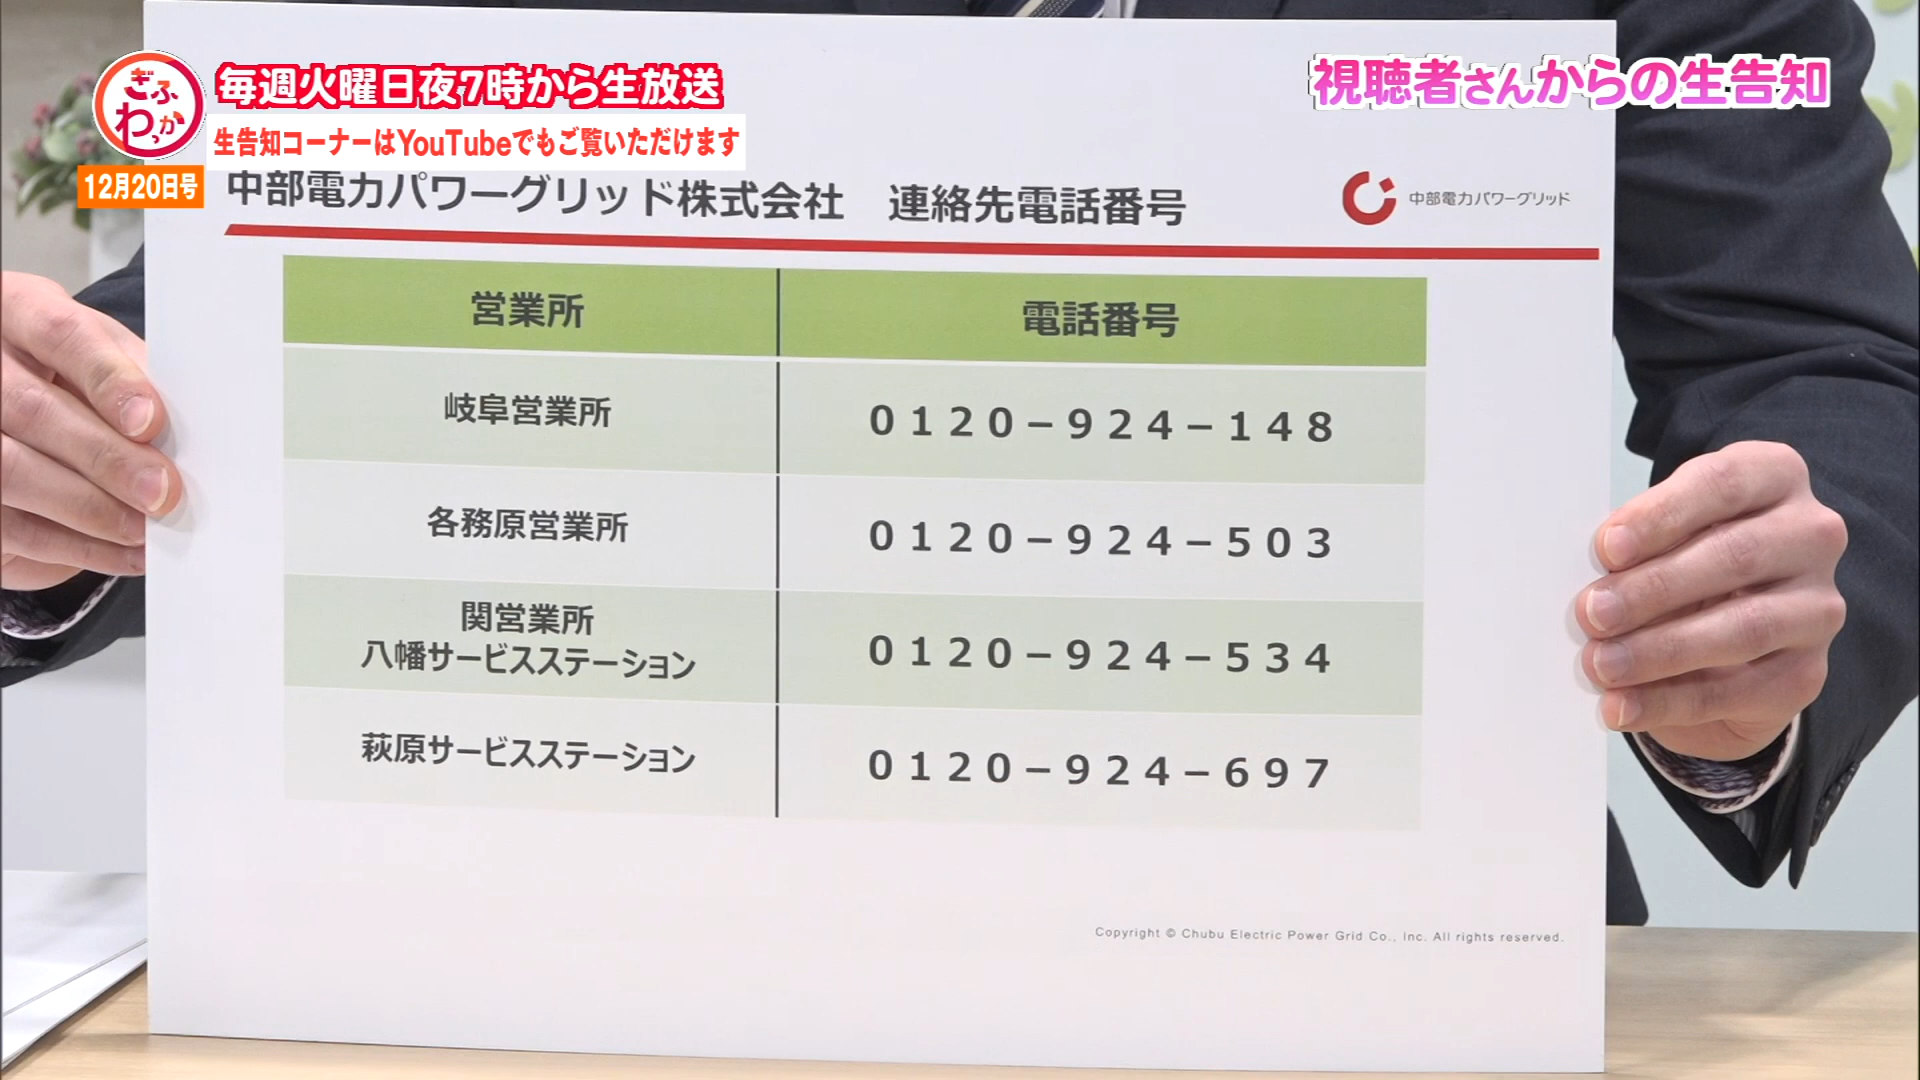 ぎふ
わっか
毎週火曜日夜7時から生放送
生告知コーナーはYouTubeでもご覧いただけます
12月20日号
視聴者さんからの生告知
中部電力パワーグリッド株式会社　連絡先電話番号
中部電力パワーグリッド
営業所 電話番号
岐阜営業所 0120-924-148
各務原営業所 0120-924-503
関営業所
八幡サービスステーション 0120-924-534
萩原サービスステーション 0120-924-697
Copyright © Chubu Electric Power Grid Co., Inc. All rights reserved.